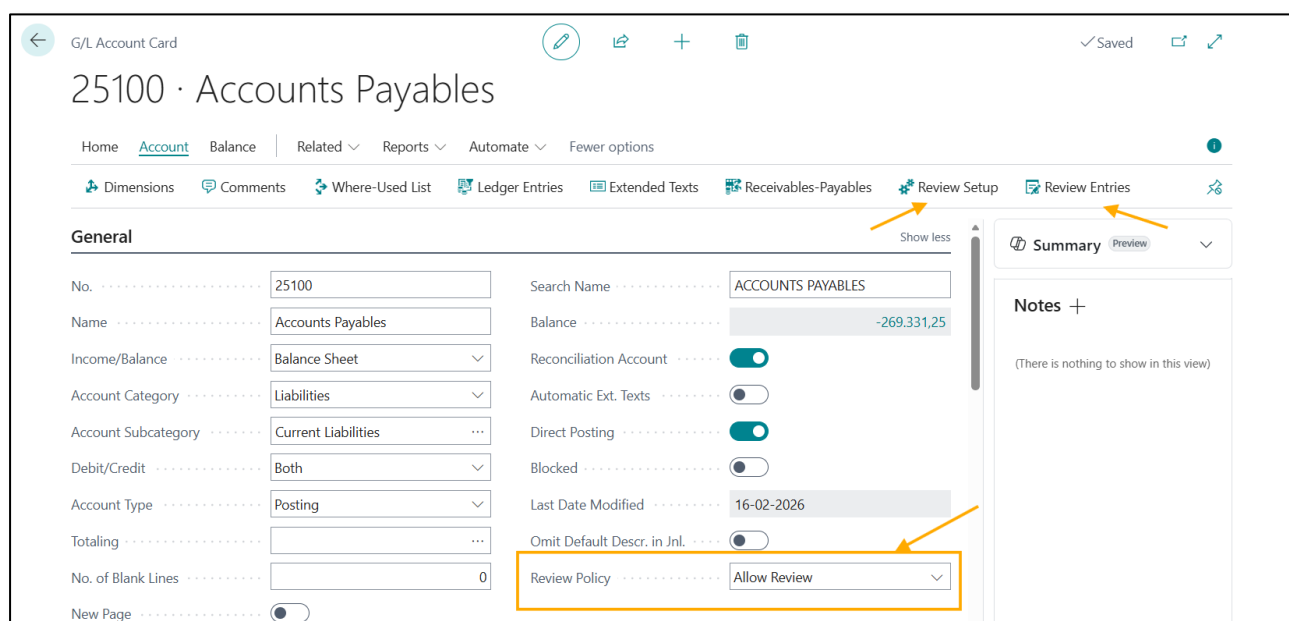 G/L Account Card
Saved
25100 · Accounts Payables
Home Account Balance Related Reports Automate Fewer options
Dimensions Comments Where-Used List Ledger Entries Extended Texts Receivables-Payables Review Setup Review Entries
General Show less
Summary Preview
No. 25100 Search Name ACCOUNTS PAYABLES
Notes
Name Accounts Payables Balance -269.331,25
Income/Balance Balance Sheet Reconciliation Account
(There is nothing to show in this view)
Account Category Liabilities Automatic Ext. Texts
Account Subcategory Current Liabilities Direct Posting
Debit/Credit Both Blocked
Account Type Posting Last Date Modified 16-02-2026
Totaling Omit Default Descr. in Jnl.
No. of Blank Lines 0 Review Policy Allow Review
New Page